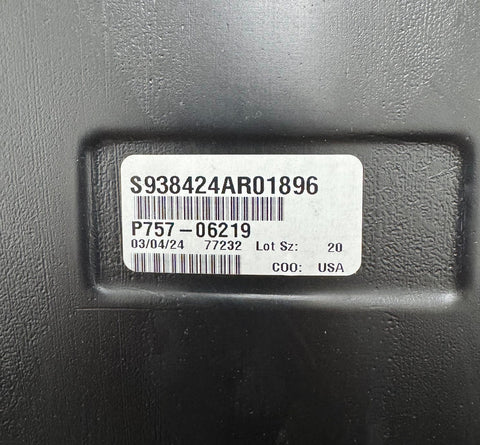 S938424AR01896
P757-06219
03/04/24 77232 Lot Sz: 20
COO: USA